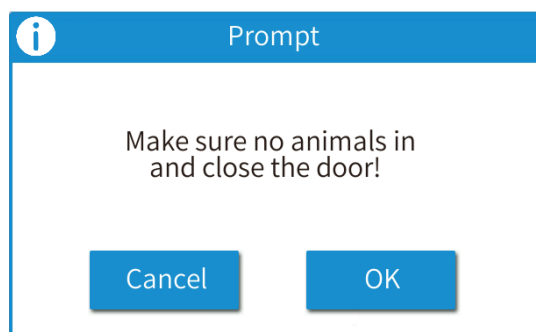 Prompt
Make sure no animals in
and close the door!
Cancel
OK